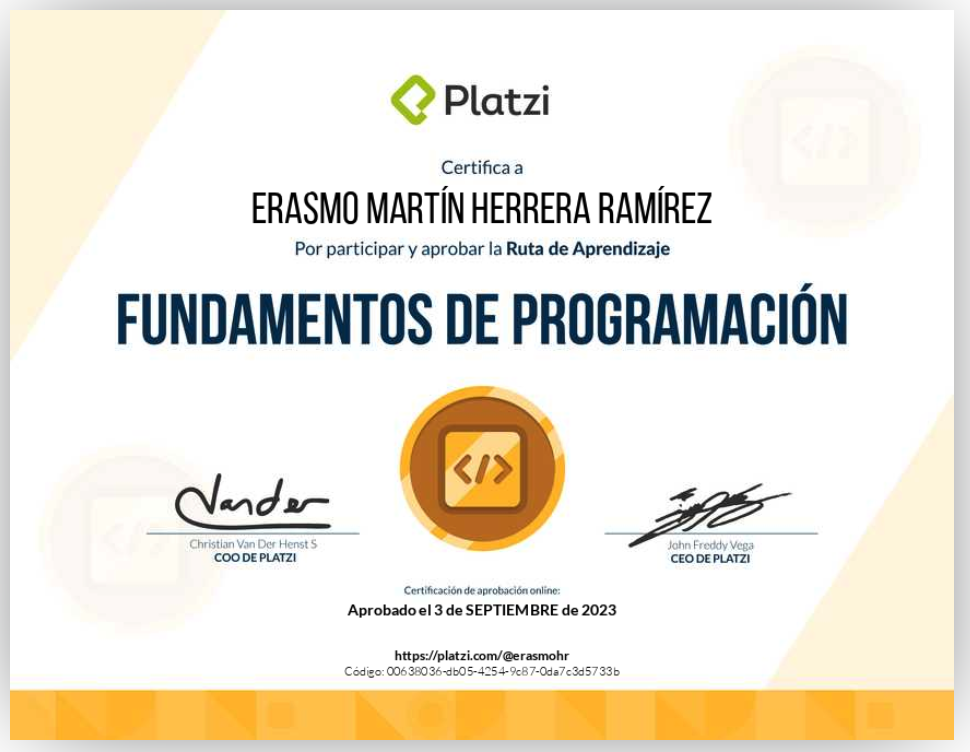 Platzi
Certifica a
ERASMO MARTÍN HERRERA RAMÍREZ
Por participar y aprobar la Ruta de Aprendizaje
FUNDAMENTOS DE PROGRAMACIÓN
</>
Vander
Christian Van Der Henst S
COO DE PLATZI
John Freddy Vega
CEO DE PLATZI
Certificación de aprobación online:
Aprobado el 3 de SEPTIEMBRE de 2023
https://platzi.com/@erasmohr
Código: 00638036-db05-4254-9c87-0da7c3d5733b